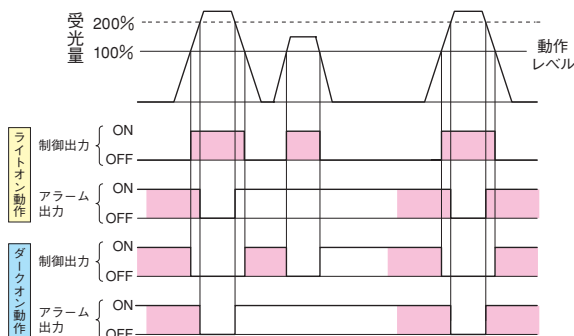 受光量
200%
100%
動作
レベル
ライトオン動作
制御出力
ON
OFF
アラーム
出力
ON
OFF
ダークオン動作
制御出力
ON
OFF
アラーム
出力
ON
OFF